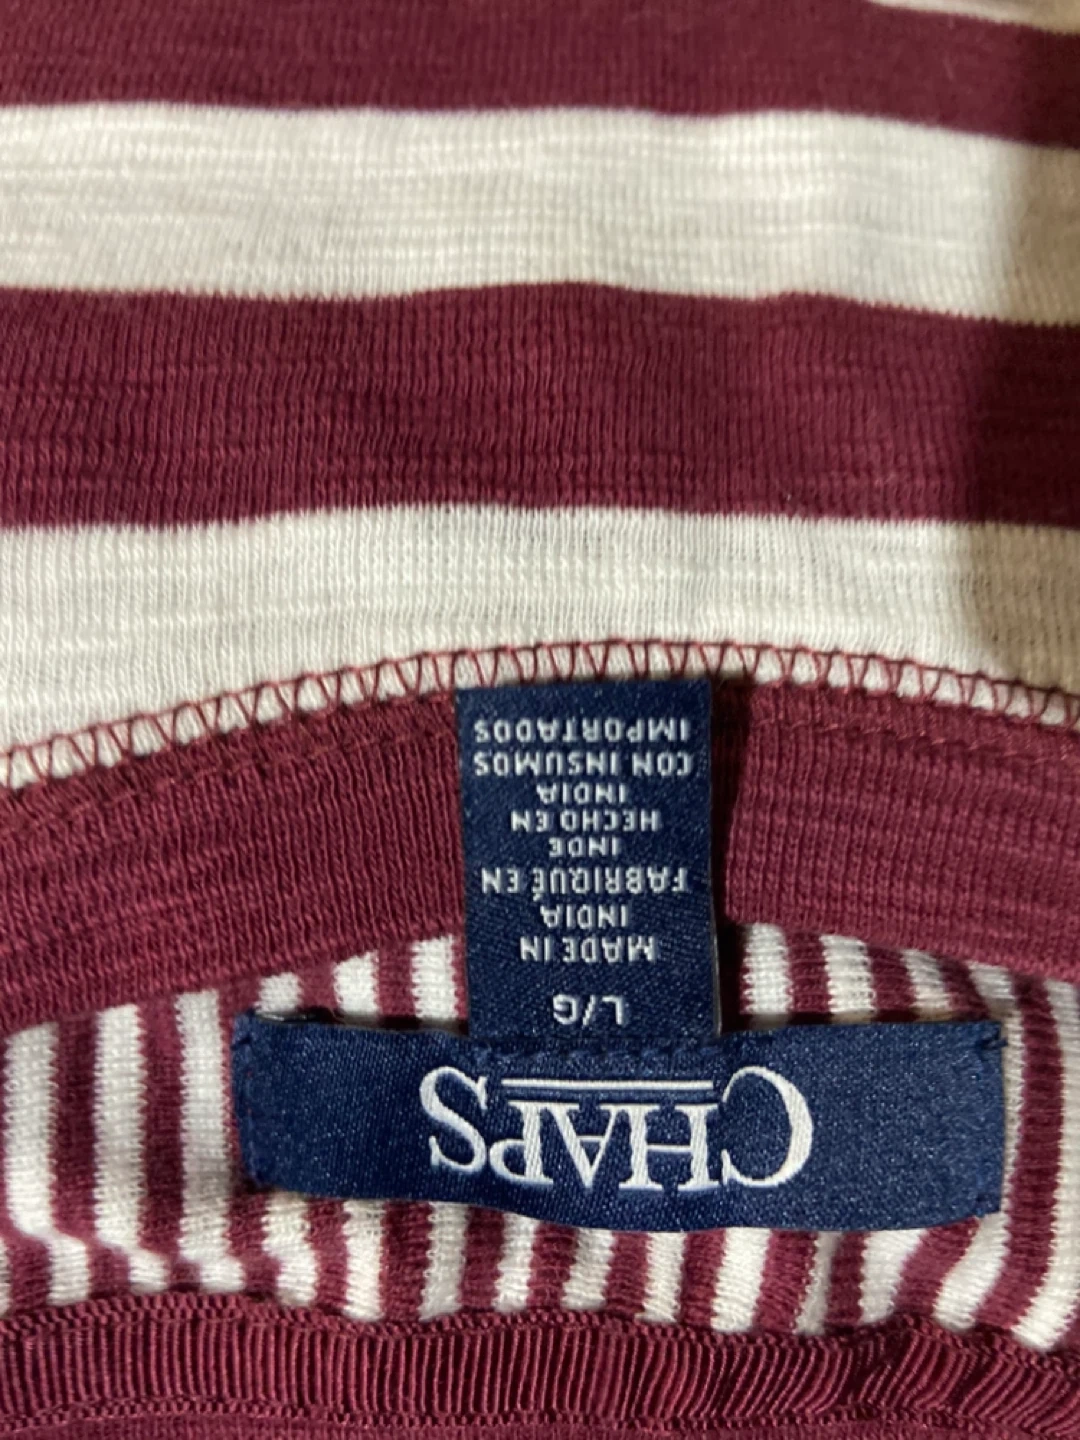 CHAPS
L/G
MADE IN
INDIA
FABRIQUÉ EN
INDE
HECHO EN
INDIA
CON INSUMOS
IMPORTADOS